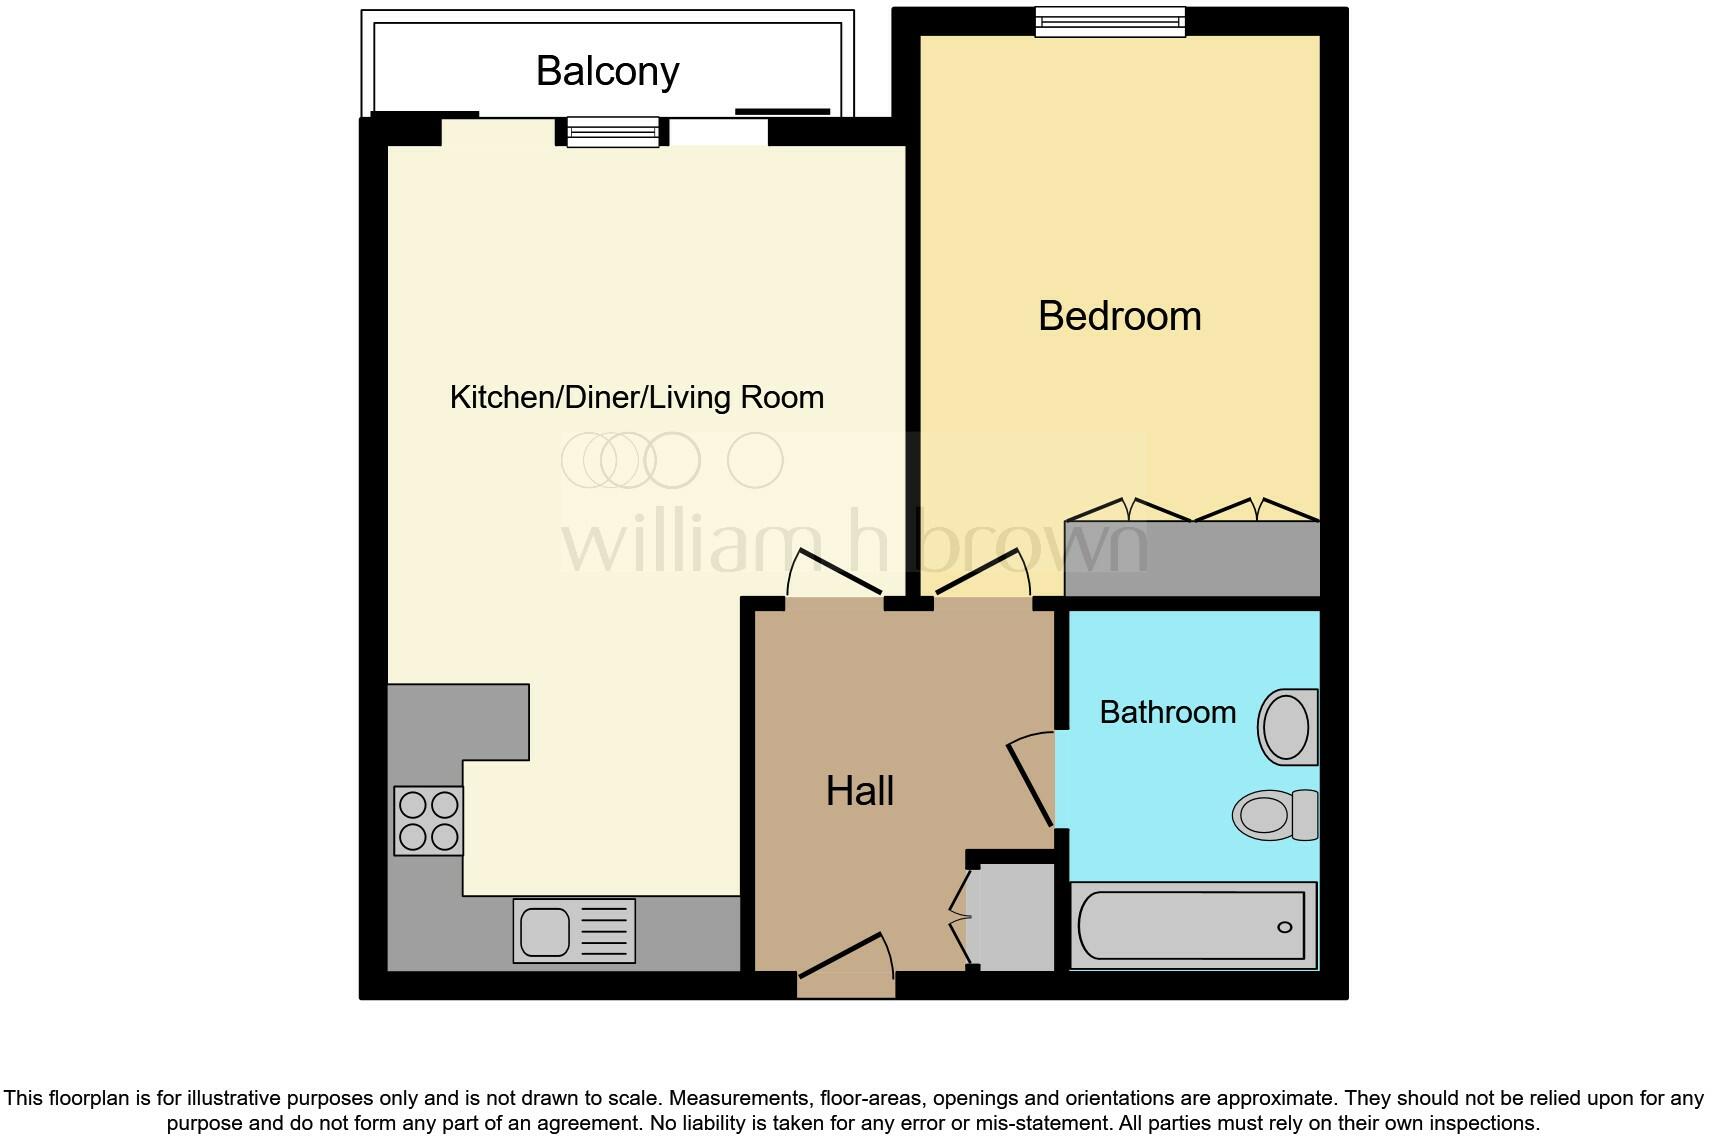 Balcony
Bedroom
Kitchen/Diner/Living Room
william h brown
Bathroom
Hall
This floorplan is for illustrative purposes only and is not drawn to scale. Measurements, floor-areas, openings and orientations are approximate. They should not be relied upon for any
purpose and do not form any part of an agreement. No liability is taken for any error or mis-statement. All parties must rely on their own inspections.